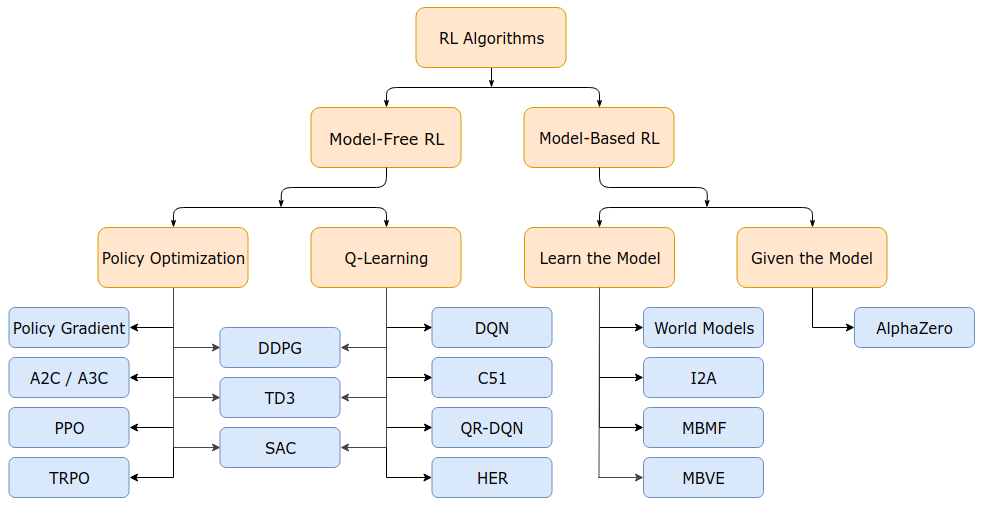 RL Algorithms
Model-Free RL
Model-Based RL
Policy Optimization
Q-Learning
Learn the Model
Given the Model
Policy Gradient
DDPG
DQN
World Models
AlphaZero
A2C / A3C
TD3
C51
I2A
PPO
SAC
QR-DQN
MBMF
TRPO
HER
MBVE